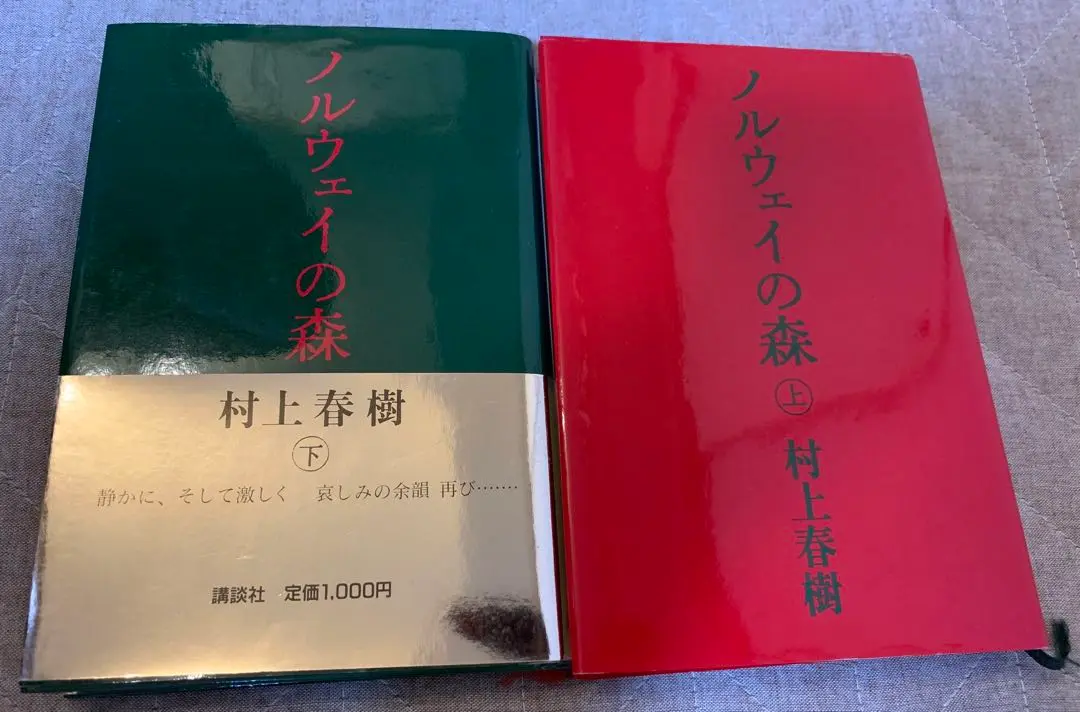 ノルウェイの森
村上春樹
下
静かに、そして激しく 哀しみの余韻 再び……
講談社 定価1,000円
ノルウェイの森 上 村上春樹